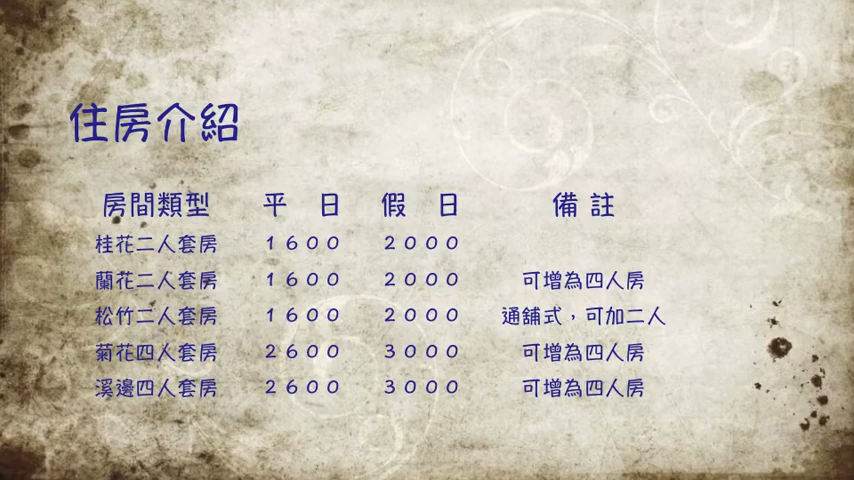 住房介紹
房間類型 平 日 假 日 備 註
桂花二人套房 1600 2000
蘭花二人套房 1600 2000 可增為四人房
松竹二人套房 1600 2000 通舖式，可加二人
菊花四人套房 2600 3000 可增為四人房
溪邊四人套房 2600 3000 可增為四人房